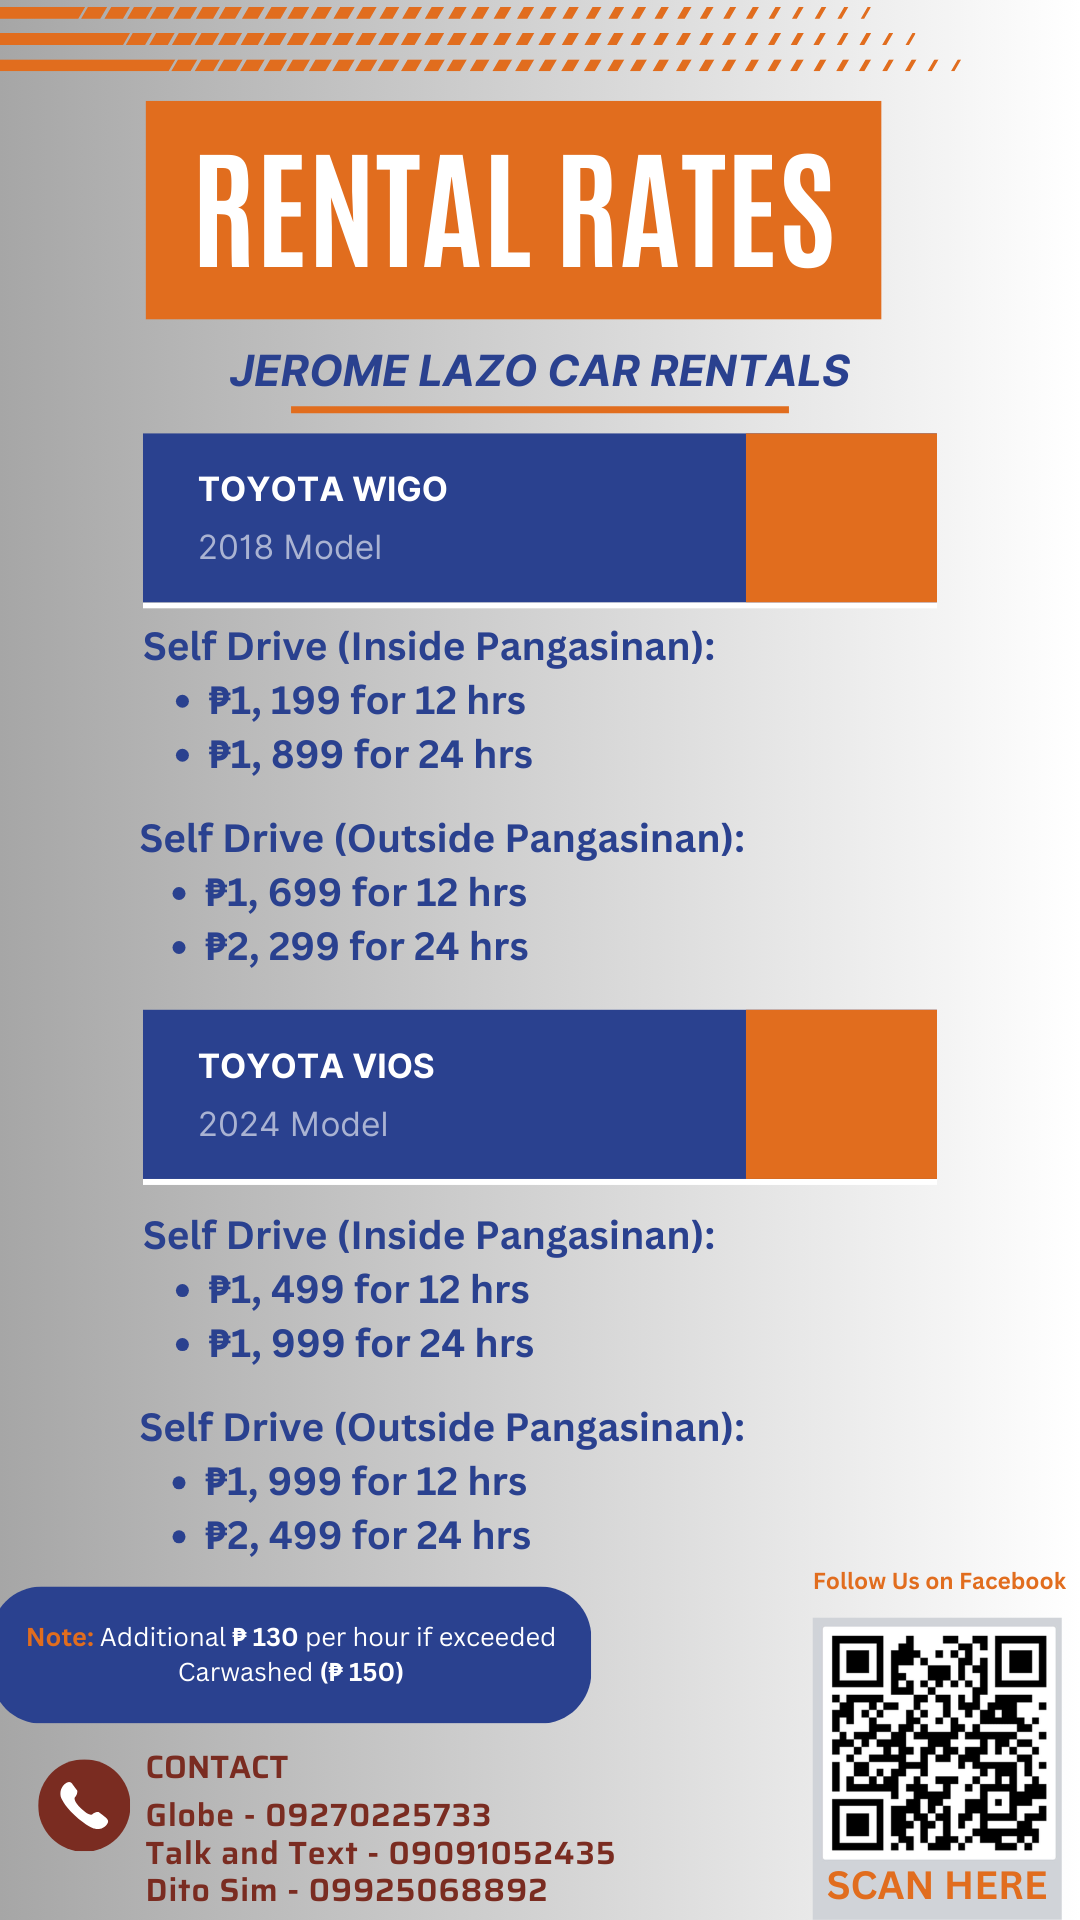 RENTAL RATES
JEROME LAZO CAR RENTALS
TOYOTA WIGO
2018 Model
Self Drive (Inside Pangasinan):
• ₱1, 199 for 12 hrs
• ₱1, 899 for 24 hrs
Self Drive (Outside Pangasinan):
• ₱1, 699 for 12 hrs
• ₱2, 299 for 24 hrs
TOYOTA VIOS
2024 Model
Self Drive (Inside Pangasinan):
• ₱1, 499 for 12 hrs
• ₱1, 999 for 24 hrs
Self Drive (Outside Pangasinan):
• ₱1, 999 for 12 hrs
• ₱2, 499 for 24 hrs
Note: Additional ₱ 130 per hour if exceeded
Carwashed (₱ 150)
CONTACT
Globe - 09270225733
Talk and Text - 09091052435
Dito Sim - 09925068892
Follow Us on Facebook
SCAN HERE